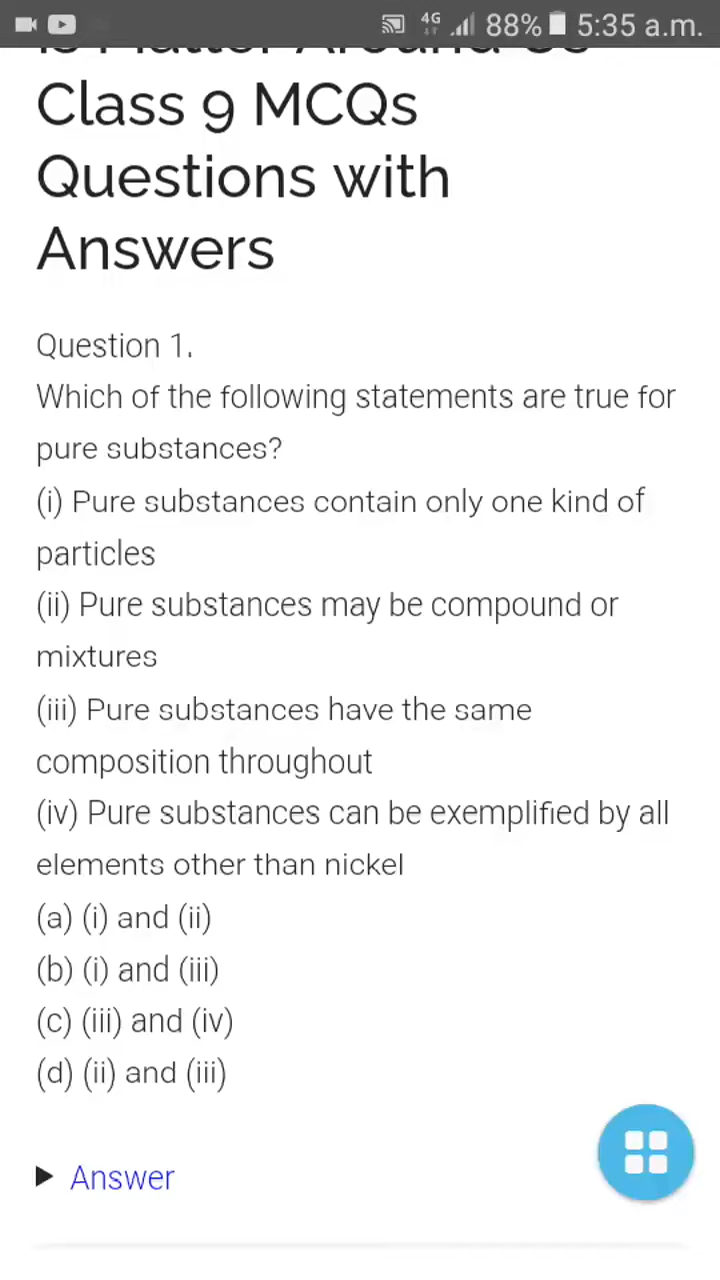 4G 88% 5:35 a.m.
Class 9 MCQs
Questions with
Answers
Question 1.
Which of the following statements are true for
pure substances?
(i) Pure substances contain only one kind of
particles
(ii) Pure substances may be compound or
mixtures
(iii) Pure substances have the same
composition throughout
(iv) Pure substances can be exemplified by all
elements other than nickel
(a) (i) and (ii)
(b) (i) and (iii)
(c) (iii) and (iv)
(d) (ii) and (iii)
Answer